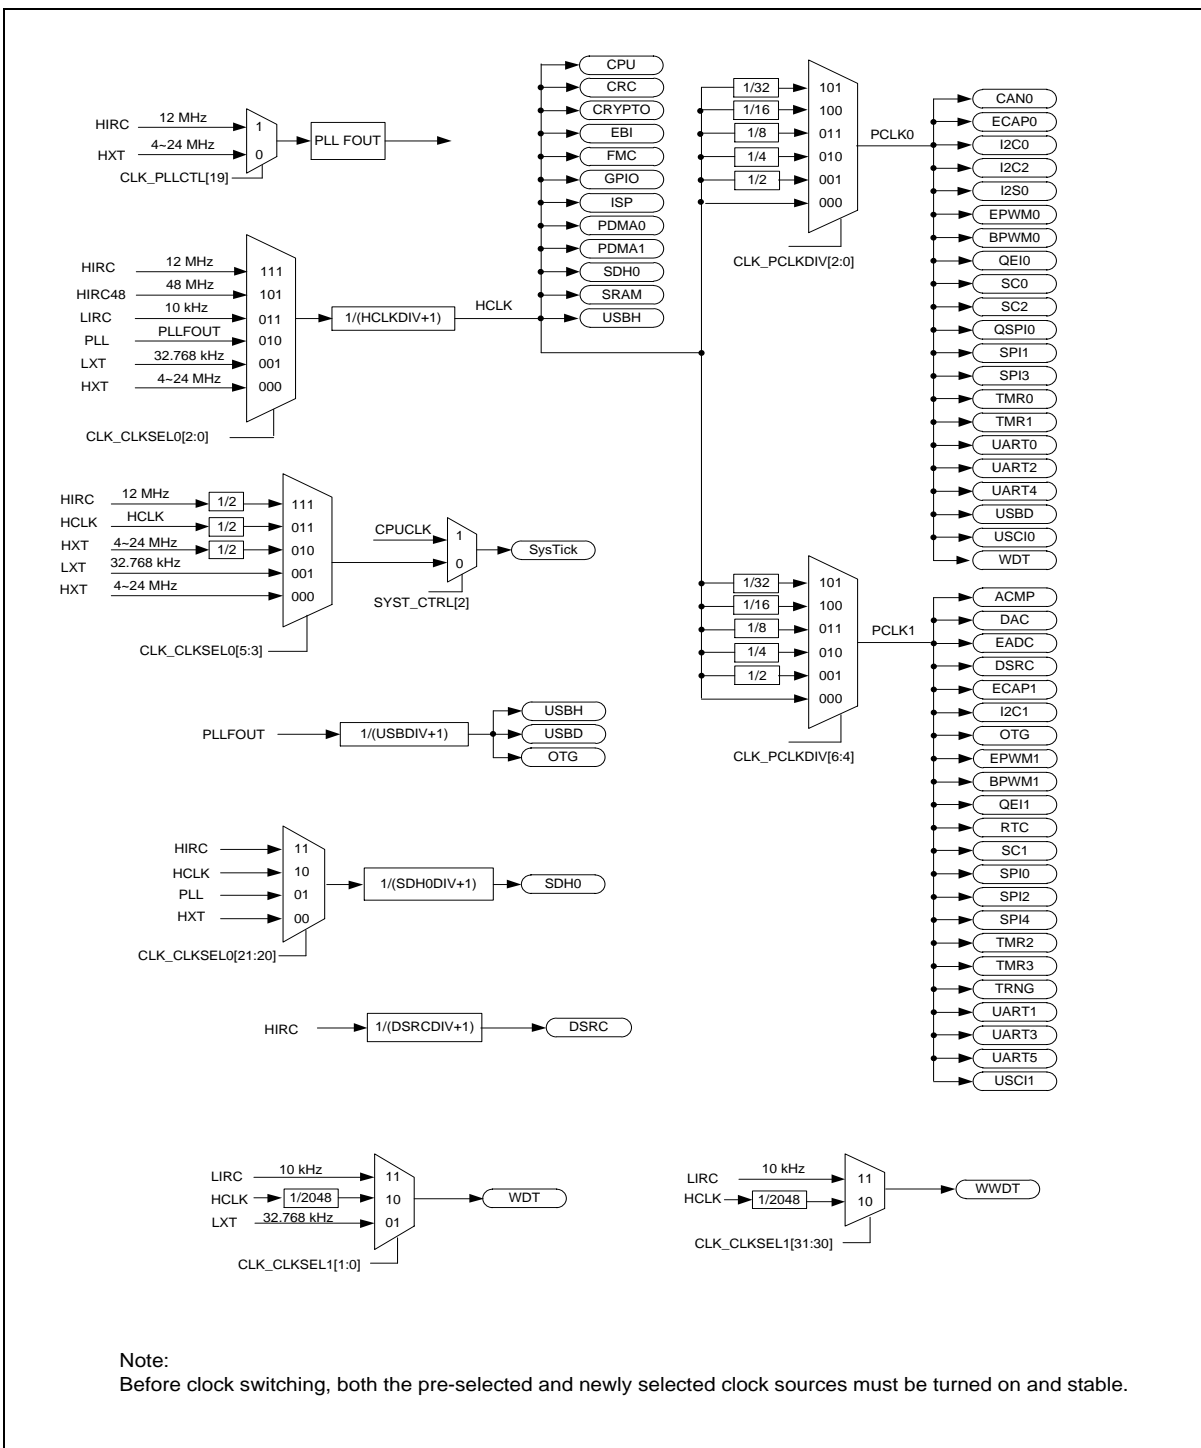 HIRC 12 MHz 1
HXT 4~24 MHz 0
PLL FOUT
CLK_PLLCTL[19]
HIRC 12 MHz 111
HIRC48 48 MHz 101
LIRC 10 kHz 011
PLL PLLFOUT 010
LXT 32.768 kHz 001
HXT 4~24 MHz 000
CLK_CLKSEL0[2:0]
1/(HCLKDIV+1)
HCLK
CPU
CRC
CRYPTO
EBI
FMC
GPIO
ISP
PDMA0
PDMA1
SDH0
SRAM
USBH
1/32 101
1/16 100
1/8 011
1/4 010
1/2 001
000
CLK_PCLKDIV[2:0]
PCLK0
CAN0
ECAP0
I2C0
I2C2
I2S0
EPWM0
BPWM0
QEI0
SC0
SC2
QSPI0
SPI1
SPI3
TMR0
TMR1
UART0
UART2
UART4
USBD
USCI0
WDT
HIRC 12 MHz 1/2 111
HCLK HCLK 1/2 011
HXT 4~24 MHz 1/2 010
LXT 32.768 kHz 001
HXT 4~24 MHz 000
CLK_CLKSEL0[5:3]
CPUCLK 1
0
SYST_CTRL[2]
SysTick
1/32 101
1/16 100
1/8 011
1/4 010
1/2 001
000
CLK_PCLKDIV[6:4]
PCLK1
ACMP
DAC
EADC
DSRC
ECAP1
I2C1
OTG
EPWM1
BPWM1
QEI1
RTC
SC1
SPI0
SPI2
SPI4
TMR2
TMR3
TRNG
UART1
UART3
UART5
USCI1
PLLFOUT 1/(USBDIV+1)
USBH
USBD
OTG
HIRC 11
HCLK 10
PLL 01
HXT 00
CLK_CLKSEL0[21:20]
1/(SDH0DIV+1)
SDH0
HIRC 1/(DSRCDIV+1) DSRC
LIRC 10 kHz 11
HCLK 1/2048 10
LXT 32.768 kHz 01
CLK_CLKSEL1[1:0]
WDT
LIRC 10 kHz 11
HCLK 1/2048 10
CLK_CLKSEL1[31:30]
WWDT
Note:
Before clock switching, both the pre-selected and newly selected clock sources must be turned on and stable.